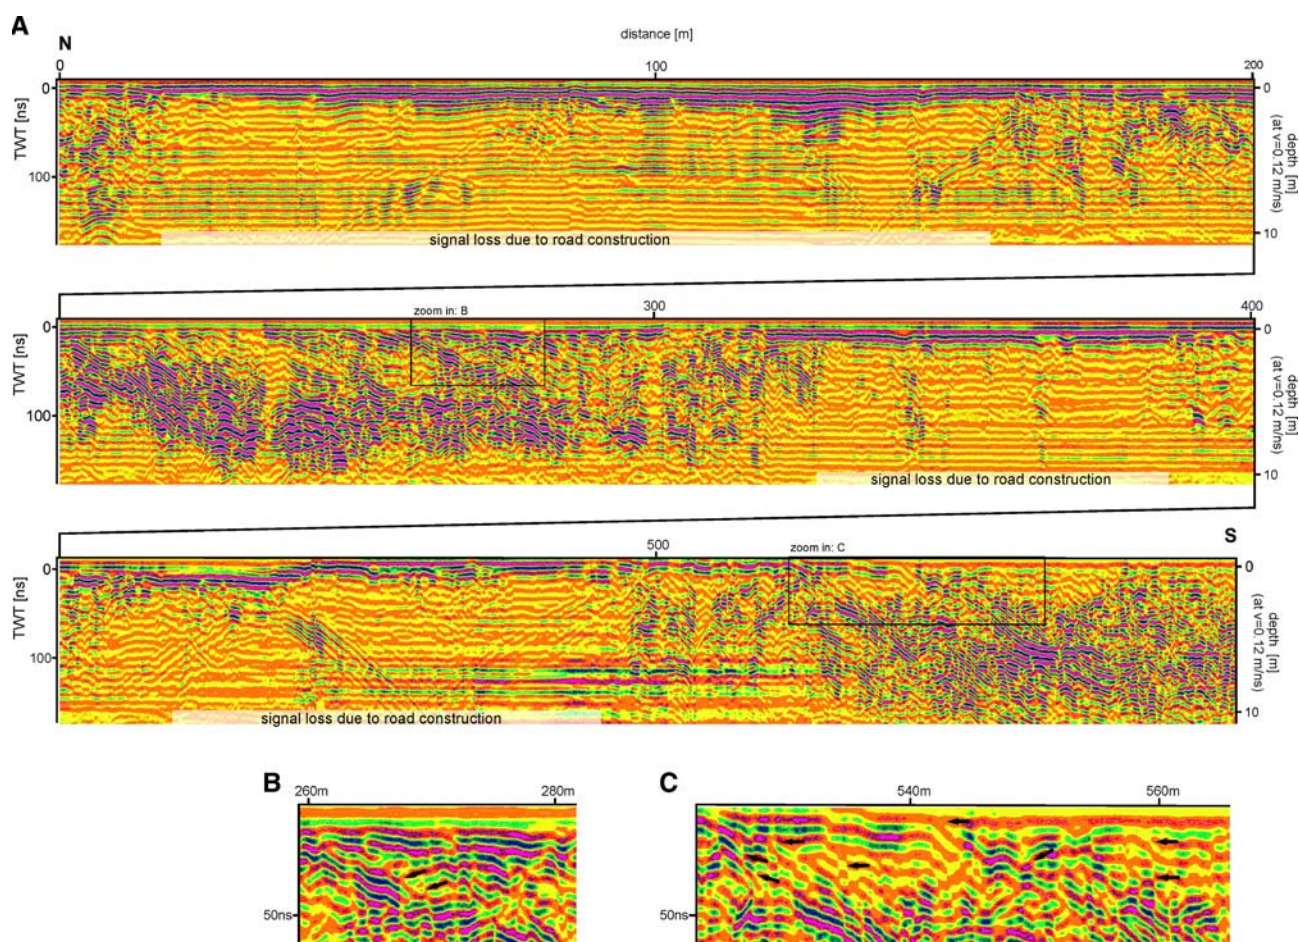 A
N
distance [m]
0
100
200
0
100
TWT [ns]
0
10
depth [m]
(at v=0.12 m/ns)
signal loss due to road construction
zoom in: B
300
400
0
100
TWT [ns]
0
10
depth [m]
(at v=0.12 m/ns)
signal loss due to road construction
S
500
zoom in: C
0
100
TWT [ns]
0
10
depth [m]
(at v=0.12 m/ns)
signal loss due to road construction
B
260m
280m
50ns
C
540m
560m
50ns